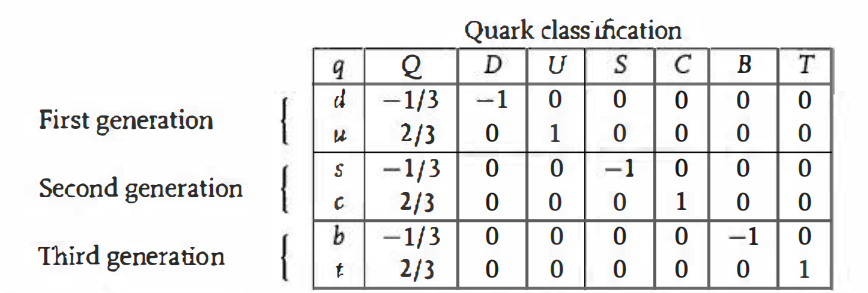 Quark classification
q Q D U S C B T
First generation
d −1/3 −1 0 0 0 0 0
u 2/3 0 1 0 0 0 0
Second generation
s −1/3 0 0 −1 0 0 0
c 2/3 0 0 0 1 0 0
Third generation
b −1/3 0 0 0 0 −1 0
t 2/3 0 0 0 0 0 1